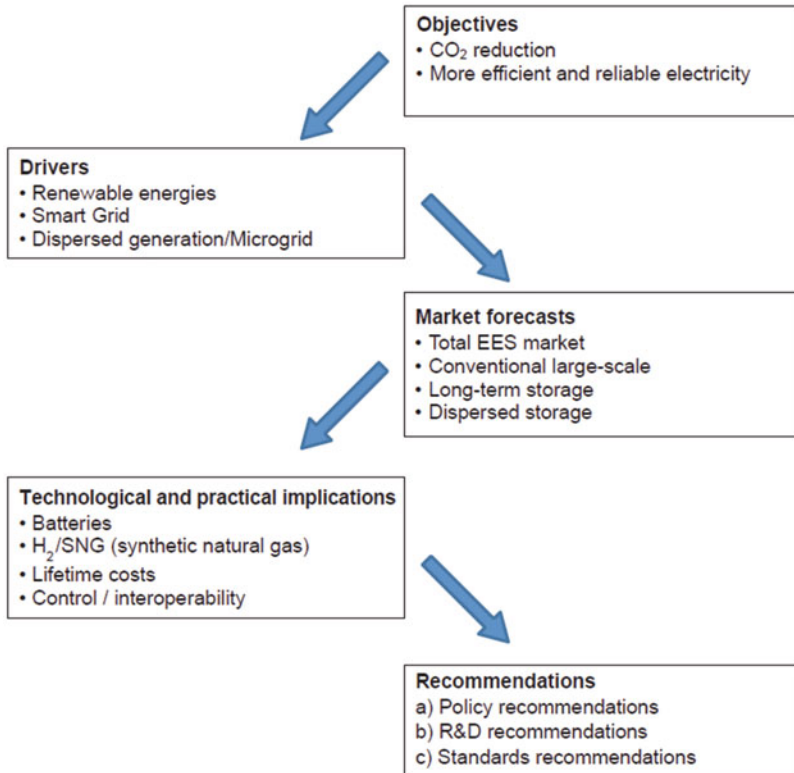 Objectives
• CO₂ reduction
• More efficient and reliable electricity
Drivers
• Renewable energies
• Smart Grid
• Dispersed generation/Microgrid
Market forecasts
• Total EES market
• Conventional large-scale
• Long-term storage
• Dispersed storage
Technological and practical implications
• Batteries
• H₂/SNG (synthetic natural gas)
• Lifetime costs
• Control / interoperability
Recommendations
a) Policy recommendations
b) R&D recommendations
c) Standards recommendations